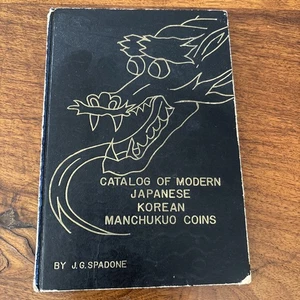 CATALOG OF MODERN
JAPANESE
KOREAN
MANCHUKUO COINS
BY J.G.SPADONE